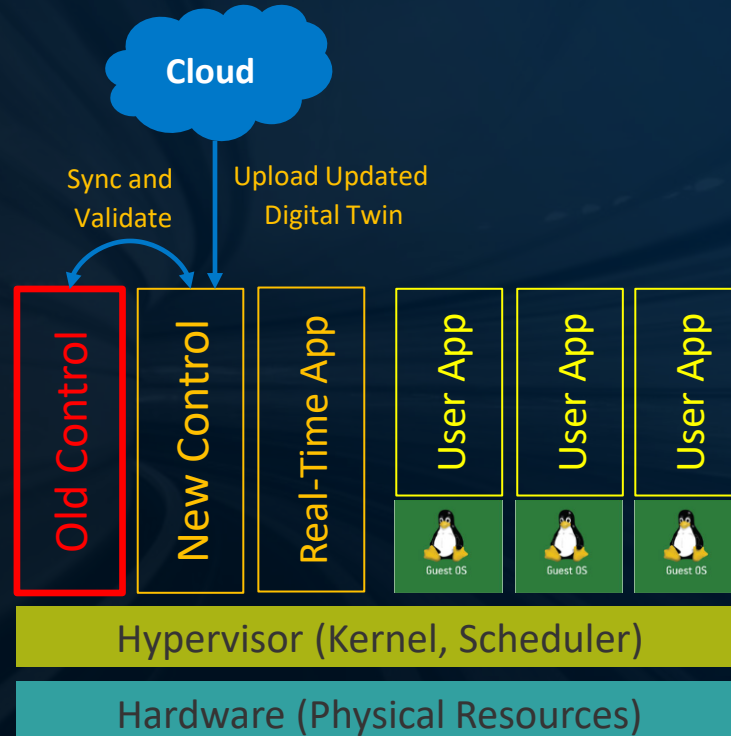 Cloud
Sync and
Validate
Upload Updated
Digital Twin
Old Control
New Control
Real-Time App
User App
User App
User App
Guest OS
Guest OS
Guest OS
Hypervisor (Kernel, Scheduler)
Hardware (Physical Resources)